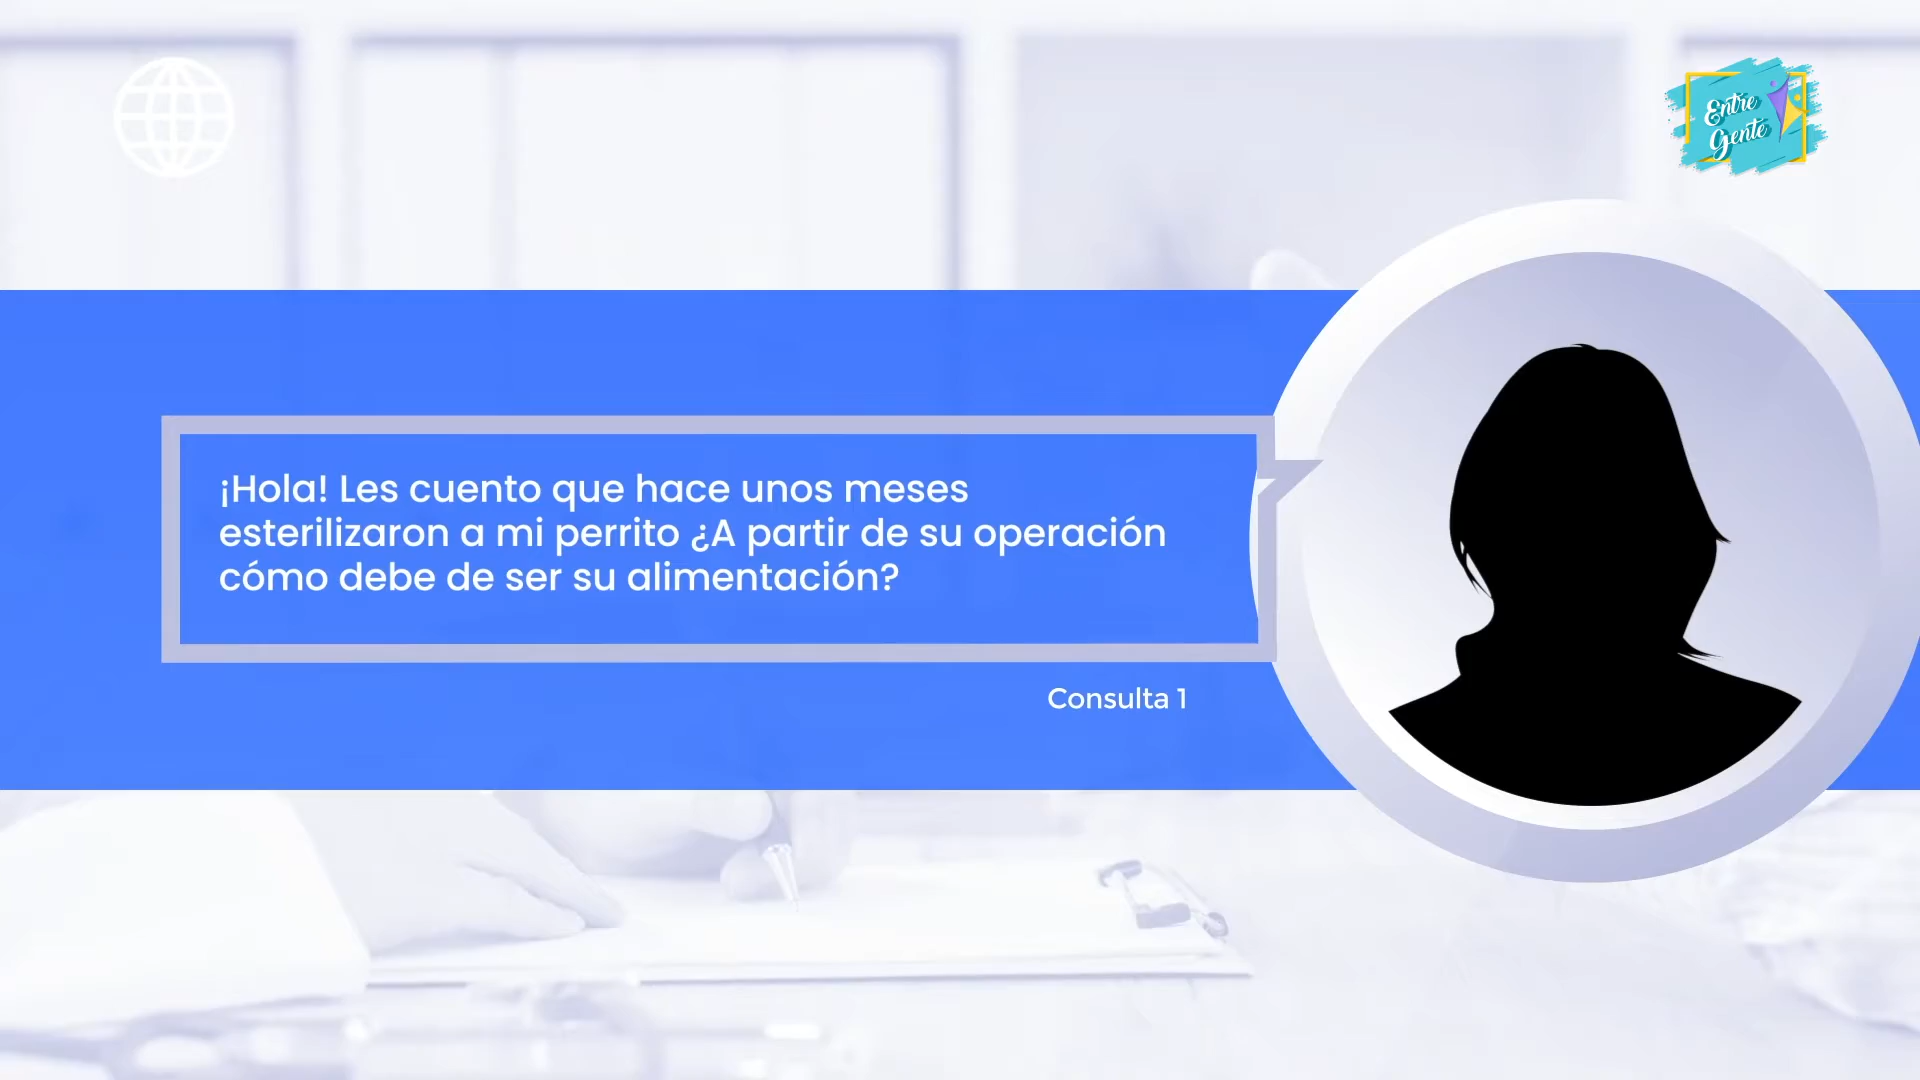 Entre
Gente
¡Hola! Les cuento que hace unos meses
esterilizaron a mi perrito ¿A partir de su operación
cómo debe de ser su alimentación?
Consulta 1